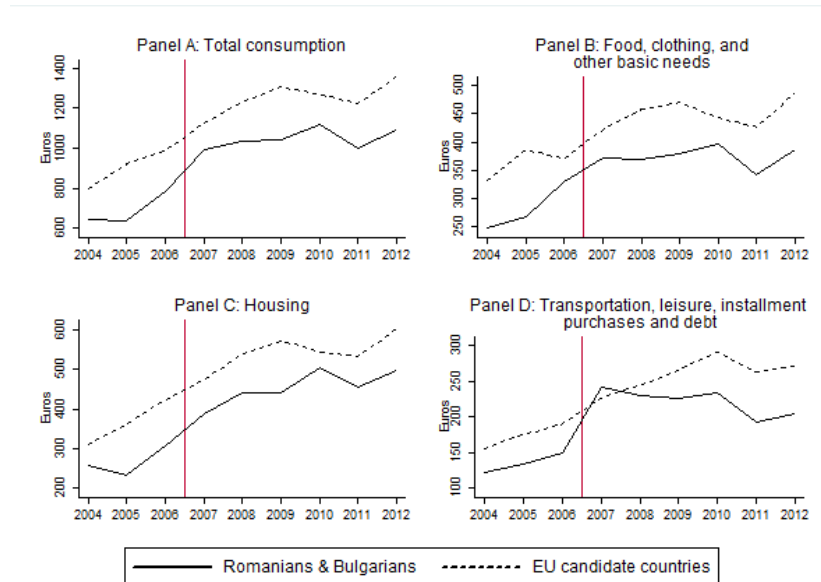 Panel A: Total consumption
Euros
600 800 1000 1200 1400
2004 2005 2006 2007 2008 2009 2010 2011 2012
Panel B: Food, clothing, and
other basic needs
Euros
250 300 350 400 450 500
2004 2005 2006 2007 2008 2009 2010 2011 2012
Panel C: Housing
Euros
200 300 400 500 600
2004 2005 2006 2007 2008 2009 2010 2011 2012
Panel D: Transportation, leisure, installment
purchases and debt
Euros
100 150 200 250 300
2004 2005 2006 2007 2008 2009 2010 2011 2012
Romanians & Bulgarians EU candidate countries